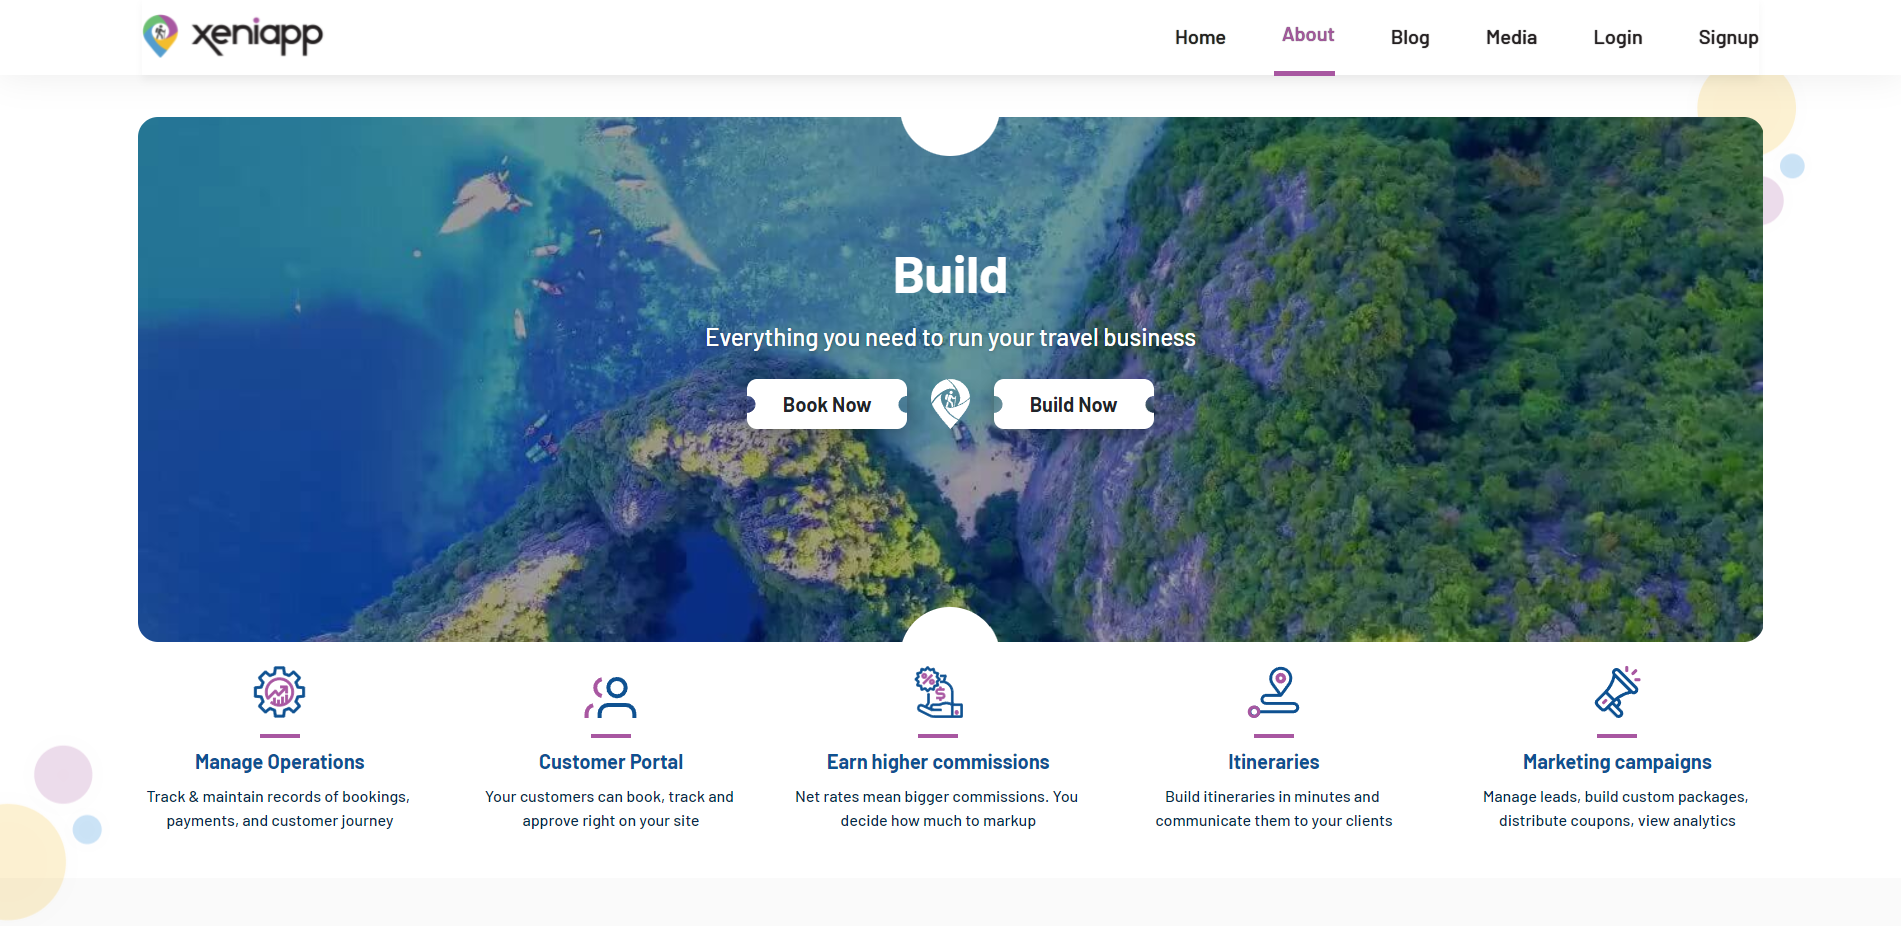 xeniapp
Home About Blog Media Login Signup
Build
Everything you need to run your travel business
Book Now Build Now
Manage Operations
Track & maintain records of bookings,
payments, and customer journey
Customer Portal
Your customers can book, track and
approve right on your site
Earn higher commissions
Net rates mean bigger commissions. You
decide how much to markup
Itineraries
Build itineraries in minutes and
communicate them to your clients
Marketing campaigns
Manage leads, build custom packages,
distribute coupons, view analytics